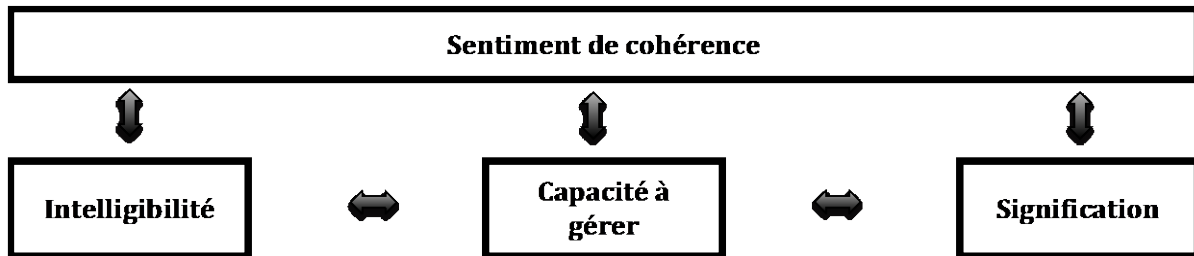 Sentiment de cohérence
Intelligibilité
Capacité à
gérer
Signification